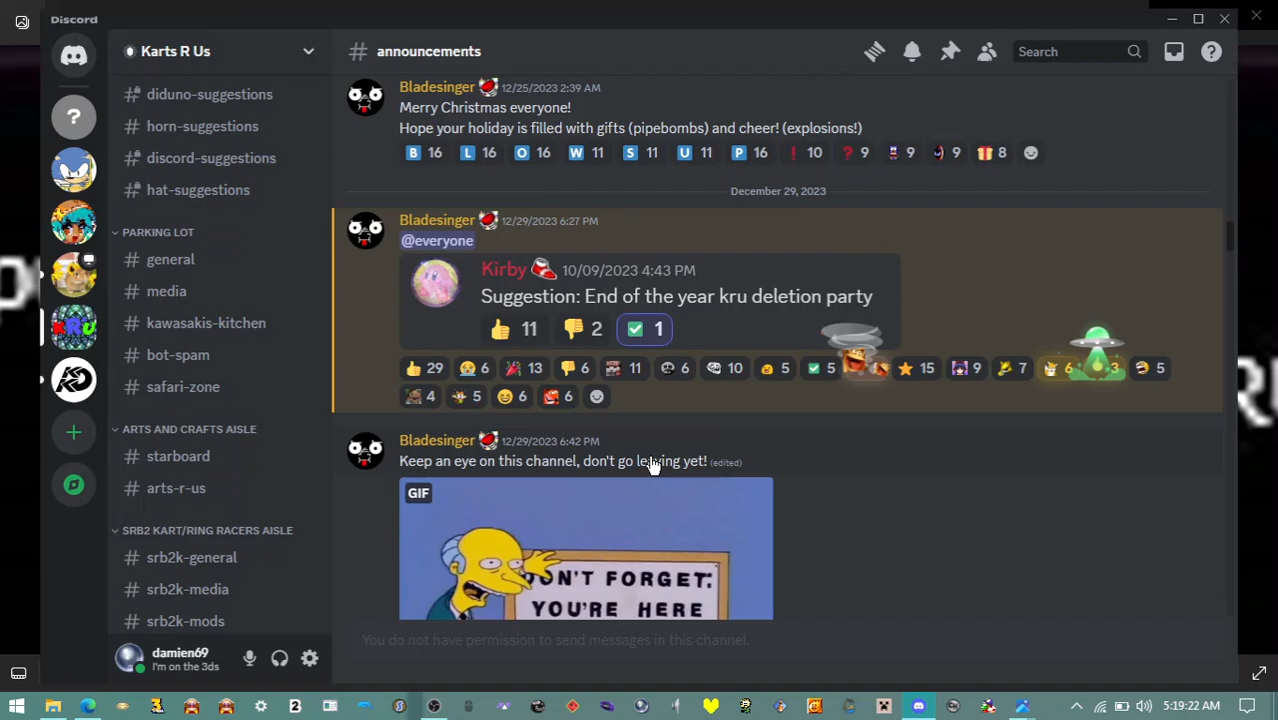 Discord
Karts R Us
# announcements
Search
diduno-suggestions
horn-suggestions
discord-suggestions
hat-suggestions
PARKING LOT
general
media
kawasakis-kitchen
bot-spam
safari-zone
ARTS AND CRAFTS AISLE
starboard
arts-r-us
SRB2 KART/RING RACERS AISLE
srb2k-general
srb2k-media
srb2k-mods
damien69
I'm on the 3ds
KRU
Bladesinger 12/25/2023 2:39 AM
Merry Christmas everyone!
Hope your holiday is filled with gifts (pipebombs) and cheer! (explosions!)
B 16 L 16 O 16 W 11 S 11 U 11 P 16 ! 10 ? 9 9 9 8
December 29, 2023
Bladesinger 12/29/2023 6:27 PM
@everyone
Kirby 10/09/2023 4:43 PM
Suggestion: End of the year kru deletion party
11 2 1
29 6 13 6 11 6 10 5 5 15 9 7 6 3 5
4 5 6 6
Bladesinger 12/29/2023 6:42 PM
Keep an eye on this channel, don't go leaving yet! (edited)
GIF
DON'T FORGET:
YOU'RE HERE
You do not have permission to send messages in this channel.
5:19:22 AM